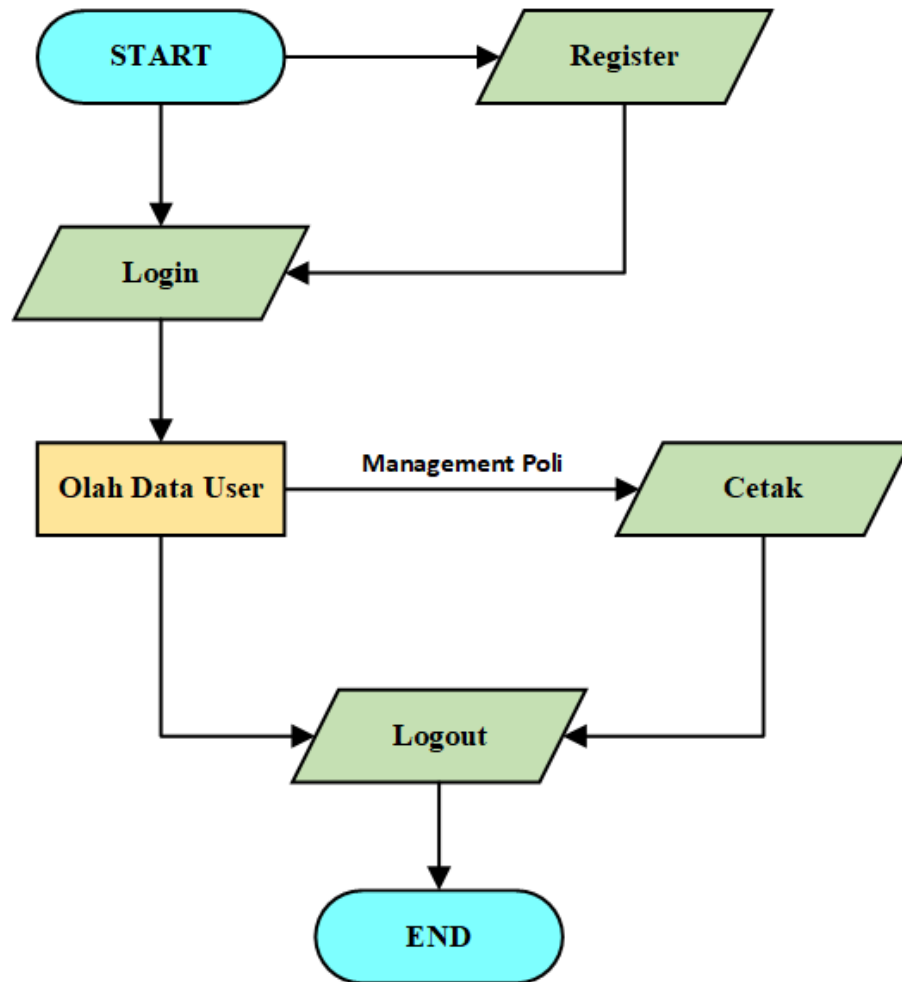 START
Register
Login
Olah Data User
Management Poli
Cetak
Logout
END